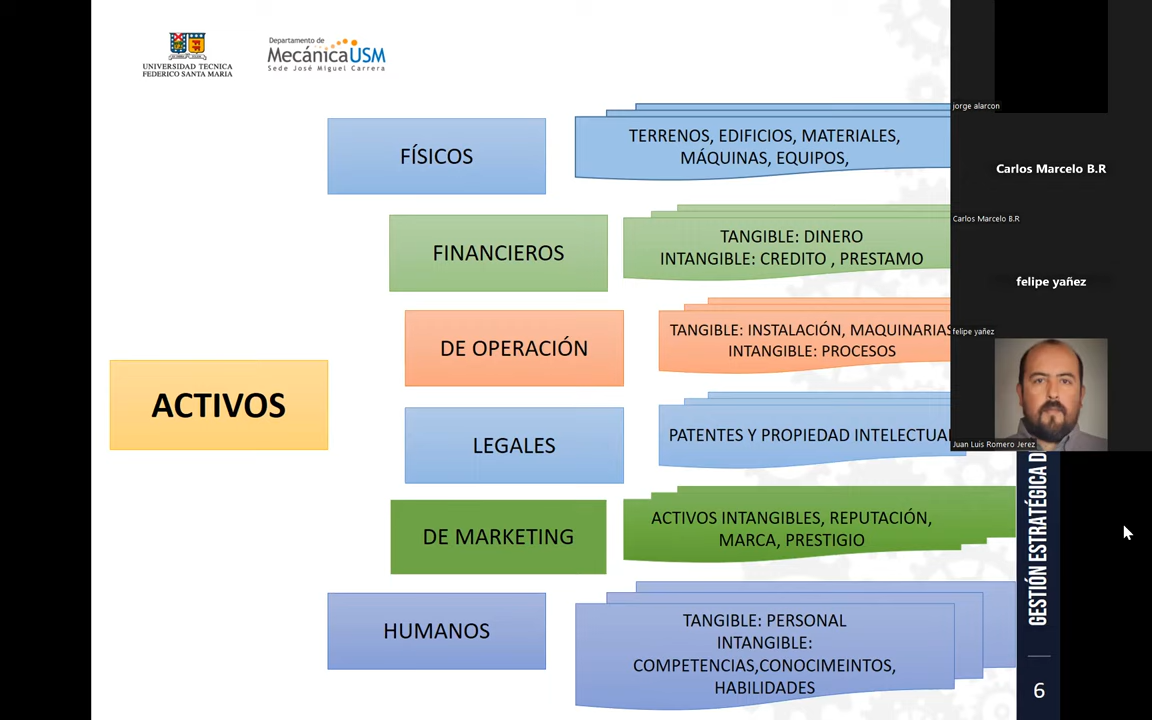 UNIVERSIDAD TECNICA
FEDERICO SANTA MARIA
Departamento de
MecánicaUSM
Sede José Miguel Carrera
FÍSICOS
TERRENOS, EDIFICIOS, MATERIALES,
MÁQUINAS, EQUIPOS,
FINANCIEROS
TANGIBLE: DINERO
INTANGIBLE: CREDITO , PRESTAMO
DE OPERACIÓN
TANGIBLE: INSTALACIÓN, MAQUINARIAS
INTANGIBLE: PROCESOS
ACTIVOS
LEGALES
PATENTES Y PROPIEDAD INTELECTUAL
DE MARKETING
ACTIVOS INTANGIBLES, REPUTACIÓN,
MARCA, PRESTIGIO
HUMANOS
TANGIBLE: PERSONAL
INTANGIBLE:
COMPETENCIAS,CONOCIMEINTOS,
HABILIDADES
jorge alarcon
Carlos Marcelo B.R
Carlos Marcelo B.R
felipe yañez
felipe yañez
Juan Luis Romero Jerez
GESTIÓN ESTRATÉGICA
6